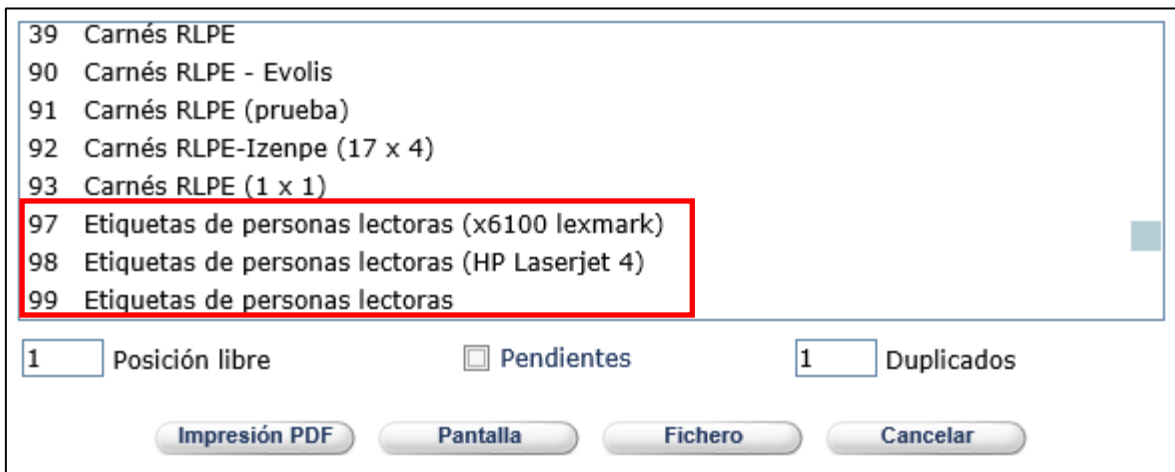 39 Carnés RLPE
90 Carnés RLPE - Evolis
91 Carnés RLPE (prueba)
92 Carnés RLPE-Izenpe (17 x 4)
93 Carnés RLPE (1 x 1)
97 Etiquetas de personas lectoras (x6100 lexmark)
98 Etiquetas de personas lectoras (HP Laserjet 4)
99 Etiquetas de personas lectoras
1 Posición libre Pendientes 1 Duplicados
Impresión PDF Pantalla Fichero Cancelar